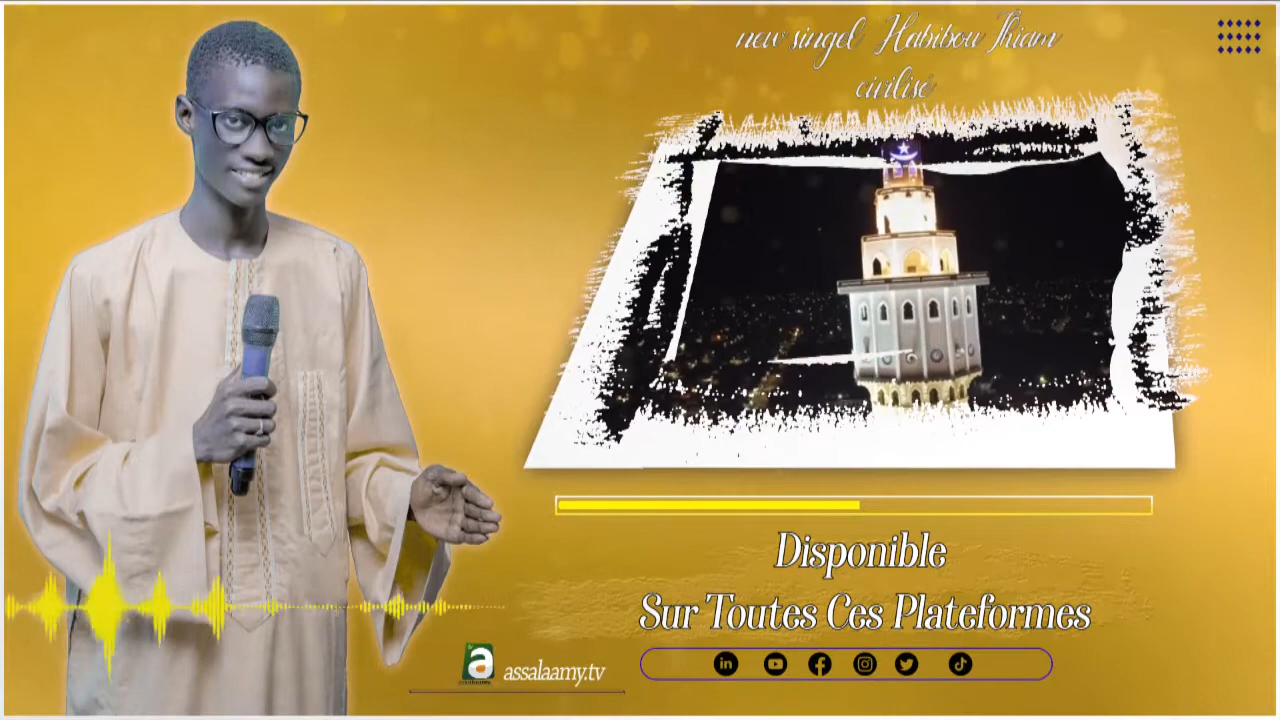 new singel Habibou Thiam
civilisé
Disponible
Sur Toutes Ces Plateformes
assalaamy.tv